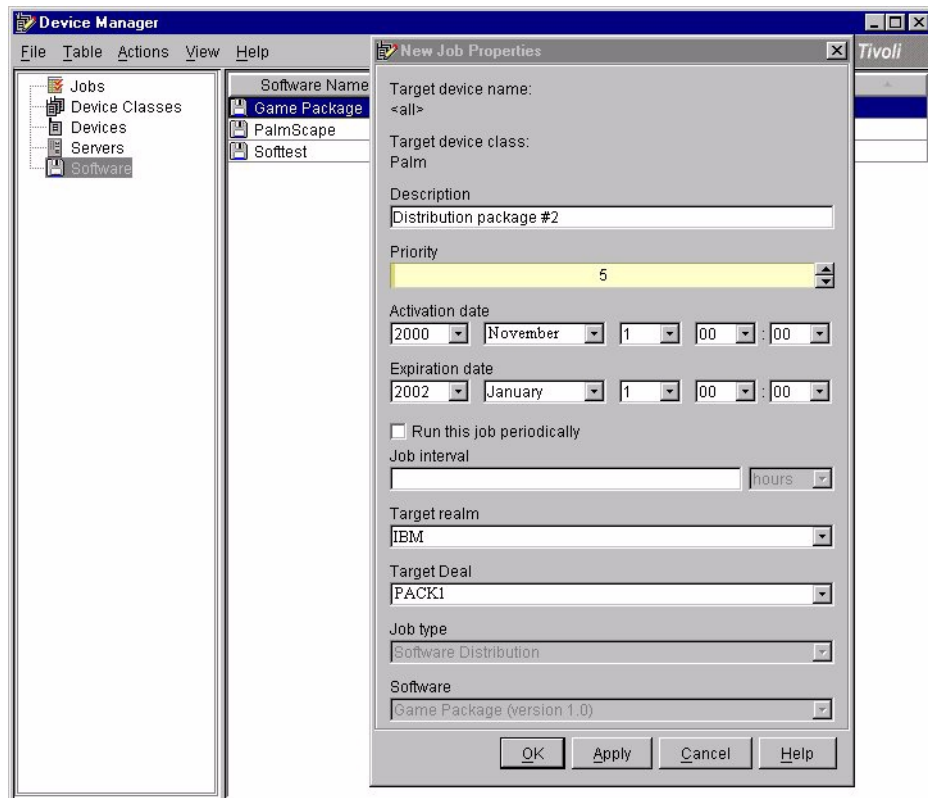 Device Manager
File Table Actions View Help
Tivoli
Jobs
Device Classes
Devices
Servers
Software
Software Name
Game Package
PalmScape
Softtest
New Job Properties
Target device name:
<all>
Target device class:
Palm
Description
Distribution package #2
Priority
5
Activation date
2000 November 1 00 : 00
Expiration date
2002 January 1 00 : 00
Run this job periodically
Job interval
hours
Target realm
IBM
Target Deal
PACK1
Job type
Software Distribution
Software
Game Package (version 1.0)
OK Apply Cancel Help